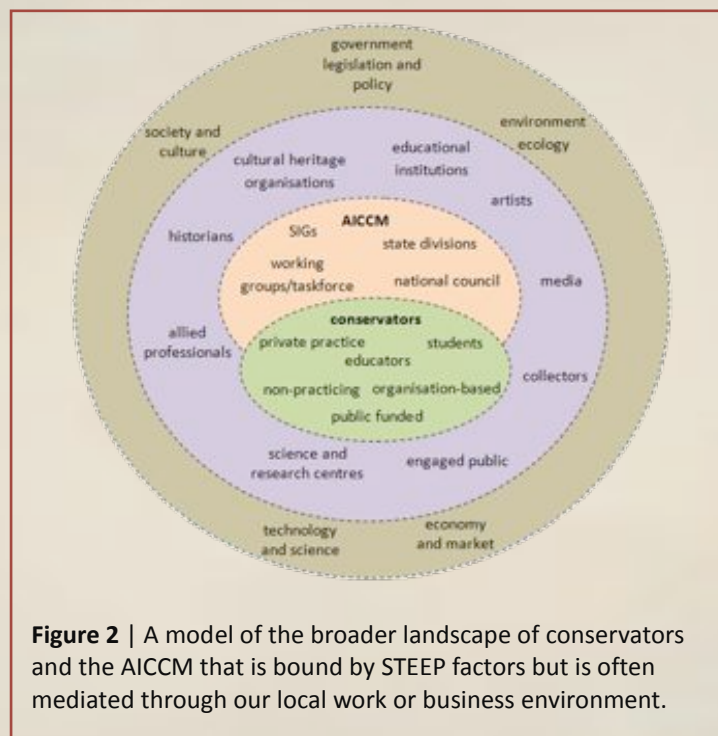 government
legislation and
policy
environment
ecology
society and
culture
educational
institutions
cultural heritage
organisations
artists
AICCM
SIGs
historians
state divisions
working
groups/taskforce
national council
media
conservators
allied
professionals
private practice
students
educators
collectors
non-practicing
organisation-based
public funded
science and
research centres
engaged public
technology
and science
economy
and market
Figure 2 | A model of the broader landscape of conservators
and the AICCM that is bound by STEEP factors but is often
mediated through our local work or business environment.